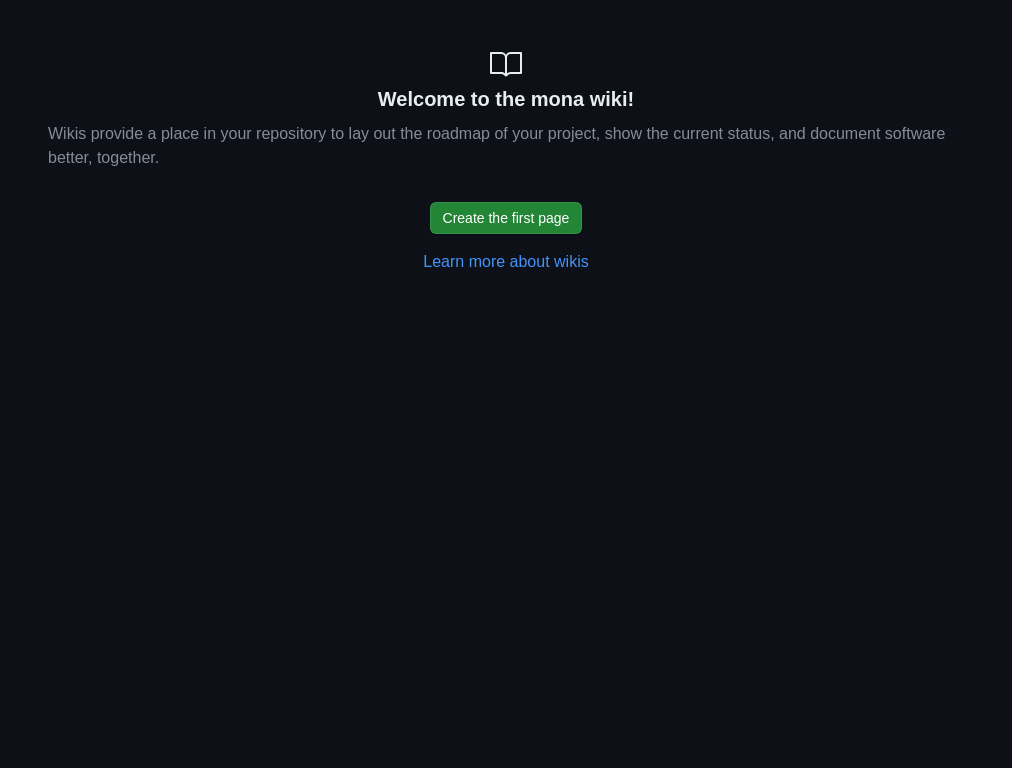 Welcome to the mona wiki!
Wikis provide a place in your repository to lay out the roadmap of your project, show the current status, and document software
better, together.
Create the first page
Learn more about wikis